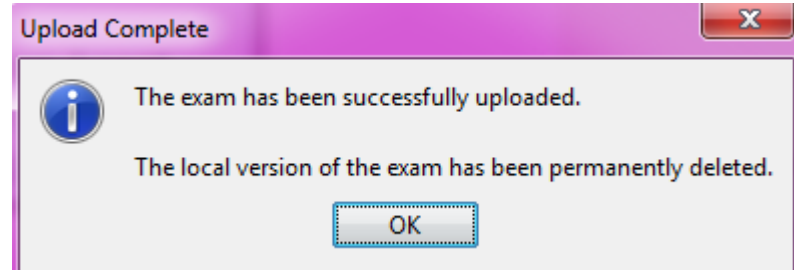 Upload Complete
The exam has been successfully uploaded.
The local version of the exam has been permanently deleted.
OK